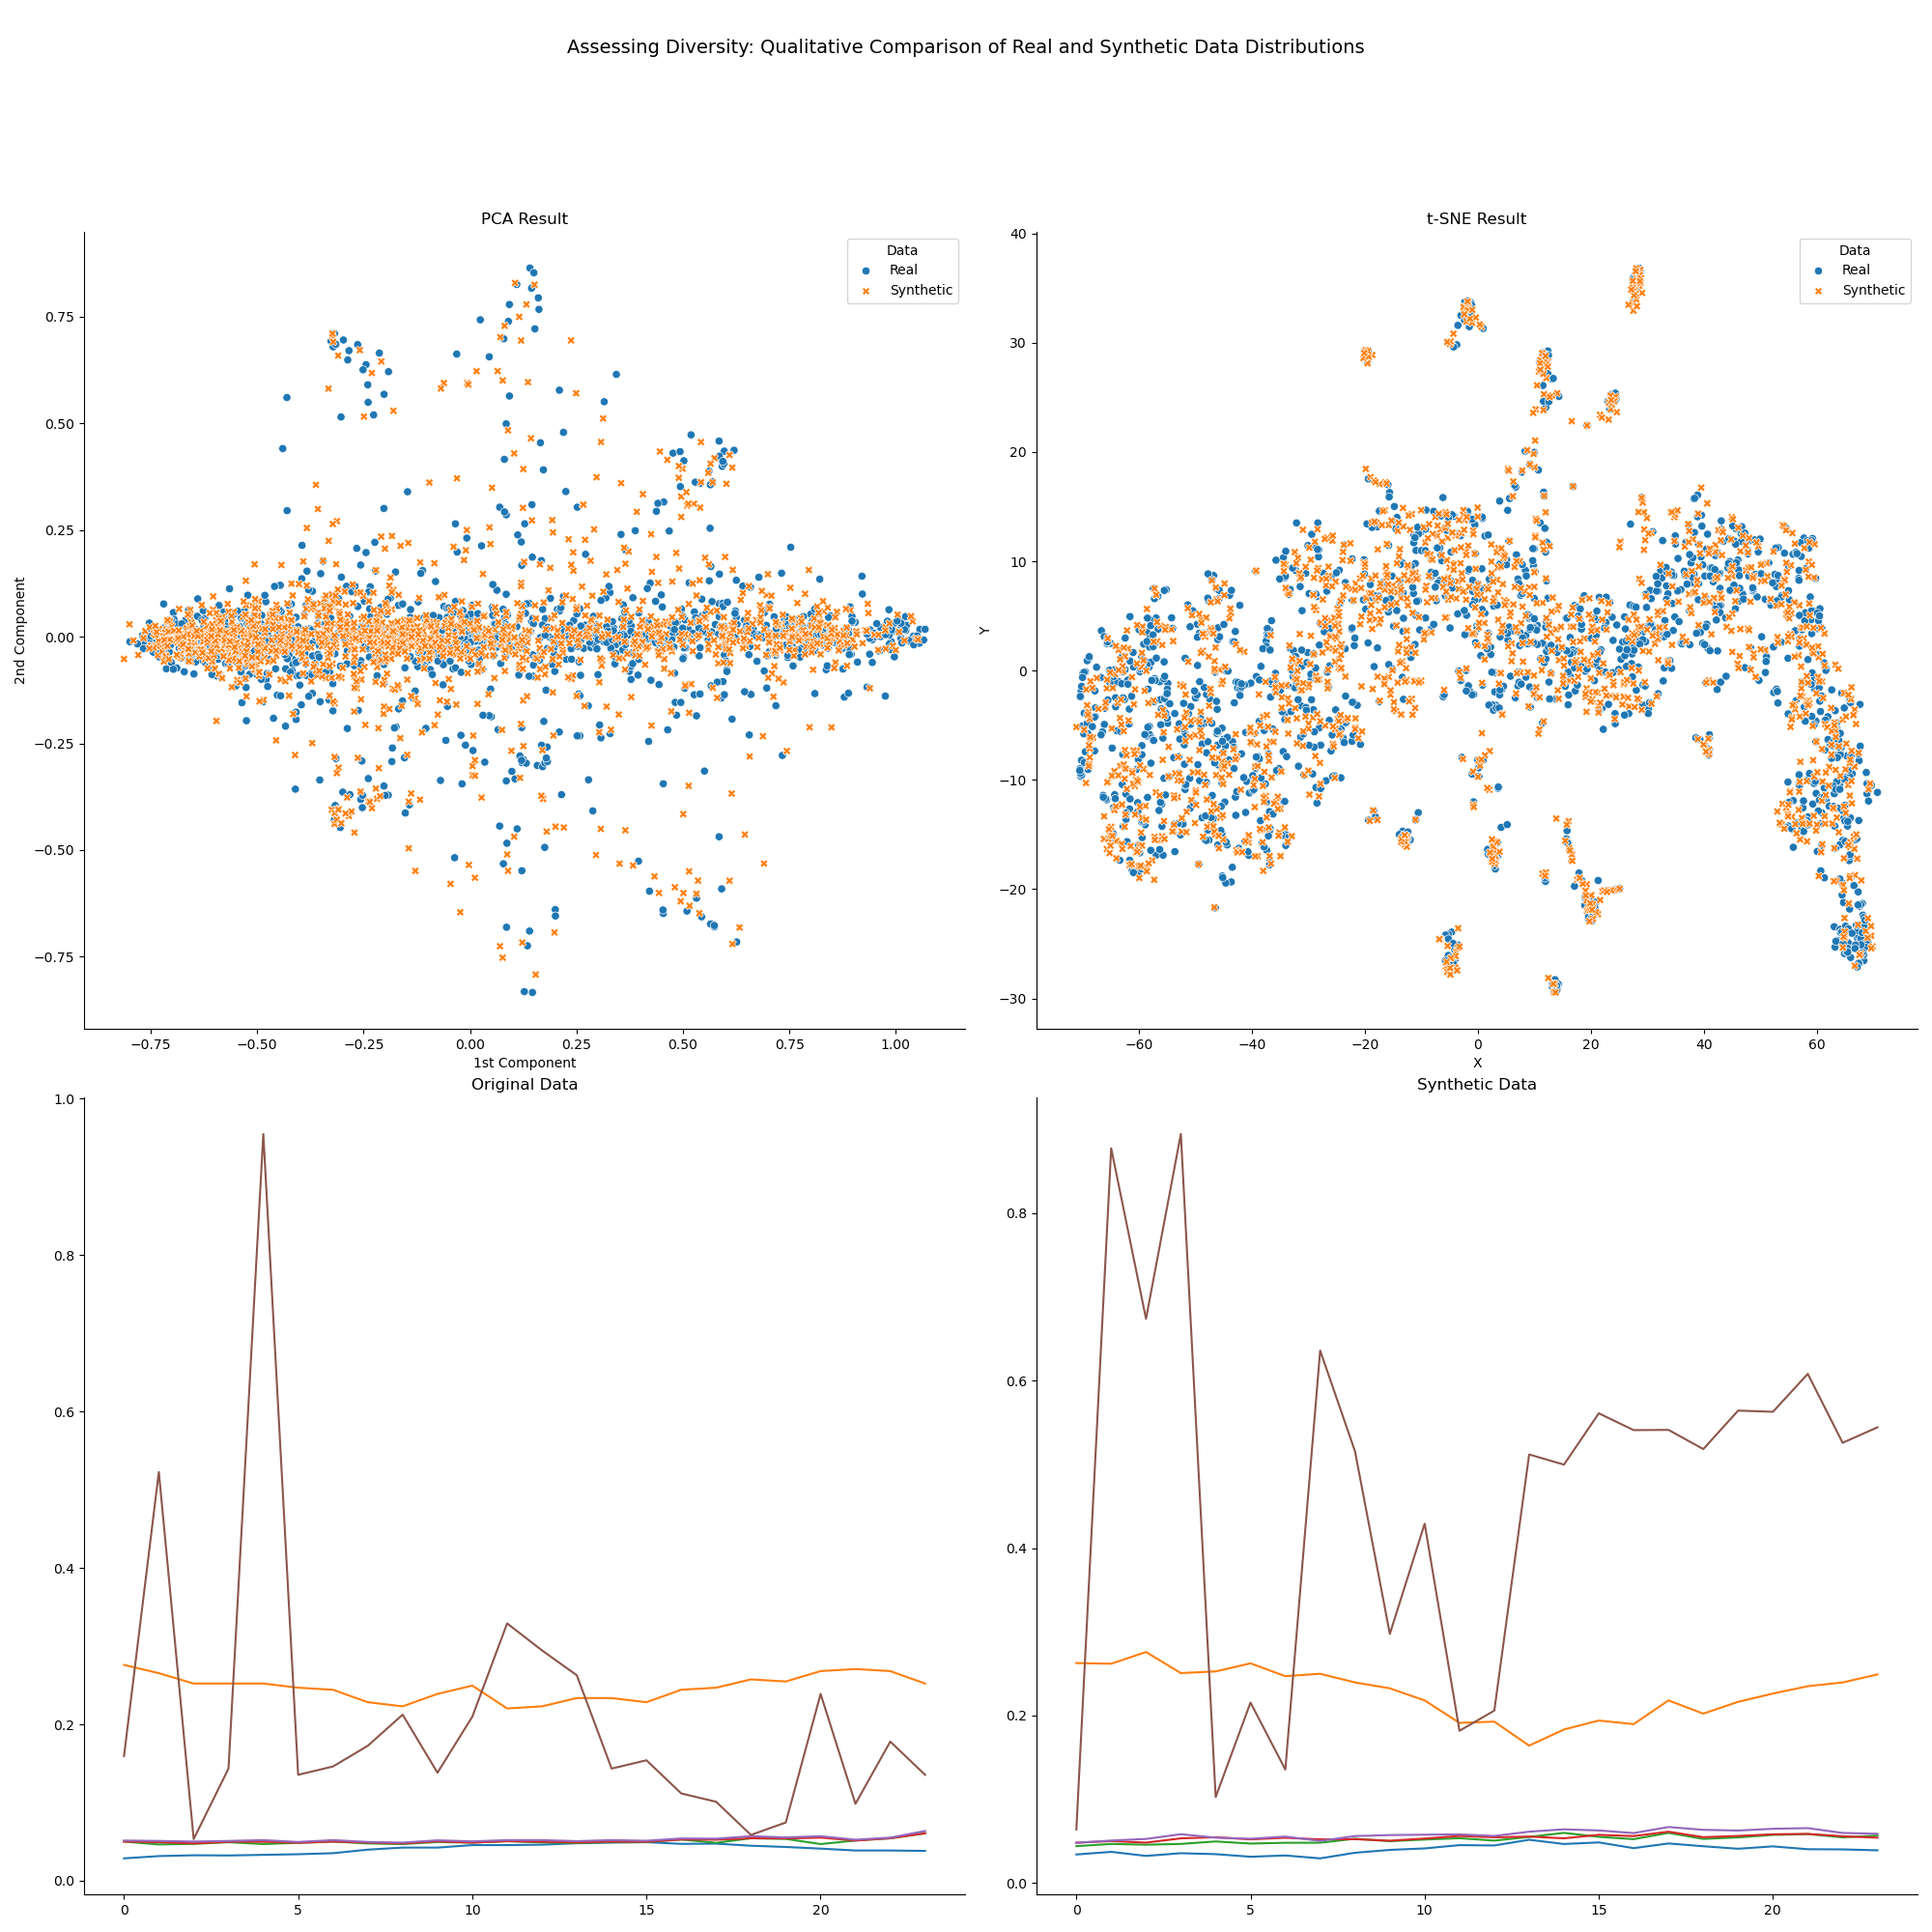 Assessing Diversity: Qualitative Comparison of Real and Synthetic Data Distributions
PCA Result
Data
Real
Synthetic
2nd Component
0.75
0.50
0.25
0.00
−0.25
−0.50
−0.75
−0.75 −0.50 −0.25 0.00 0.25 0.50 0.75 1.00
1st Component
t-SNE Result
Data
Real
Synthetic
Y
40
30
20
10
0
−10
−20
−30
−60 −40 −20 0 20 40 60
X
Original Data
1.0
0.8
0.6
0.4
0.2
0.0
0 5 10 15 20
Synthetic Data
0.8
0.6
0.4
0.2
0.0
0 5 10 15 20